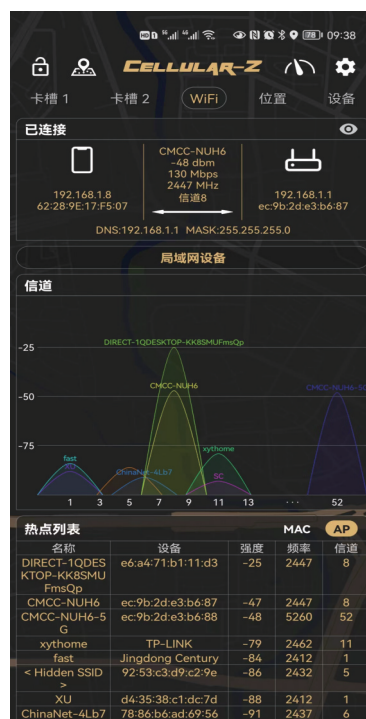 HD 78 09:38
CELLULAR-Z
卡槽 1 卡槽 2 WiFi 位置 设备
已连接
CMCC-NUH6
-48 dbm
130 Mbps
2447 MHz
信道8
192.168.1.8
62:28:9E:17:F5:07
192.168.1.1
ec:9b:2d:e3:b6:87
DNS:192.168.1.1 MASK:255.255.255.0
局域网设备
信道
-25
DIRECT-1QDESKTOP-KK8SMUFmsQp
CMCC-NUH6
CMCC-NUH6-5G
-50
-75
xythome
fast
XU
ChinaNet-4Lb7
SC
1 3 5 7 9 11 13 ... 52
热点列表 MAC AP
名称 设备 强度 频率 信道
DIRECT-1QDES e6:a4:71:b1:11:d3 -25 2447 8
KTOP-KK8SMU
FmsQp
CMCC-NUH6 ec:9b:2d:e3:b6:87 -47 2447 8
CMCC-NUH6-5 ec:9b:2d:e3:b6:88 -48 5260 52
G
xythome TP-LINK -79 2462 11
fast Jingdong Century -84 2412 1
< Hidden SSID 92:53:c3:d9:c2:9e -86 2432 5
>
XU d4:35:38:c1:dc:7d -88 2412 1
ChinaNet-4Lb7 78:86:b6:ad:69:56 -91 2437 6